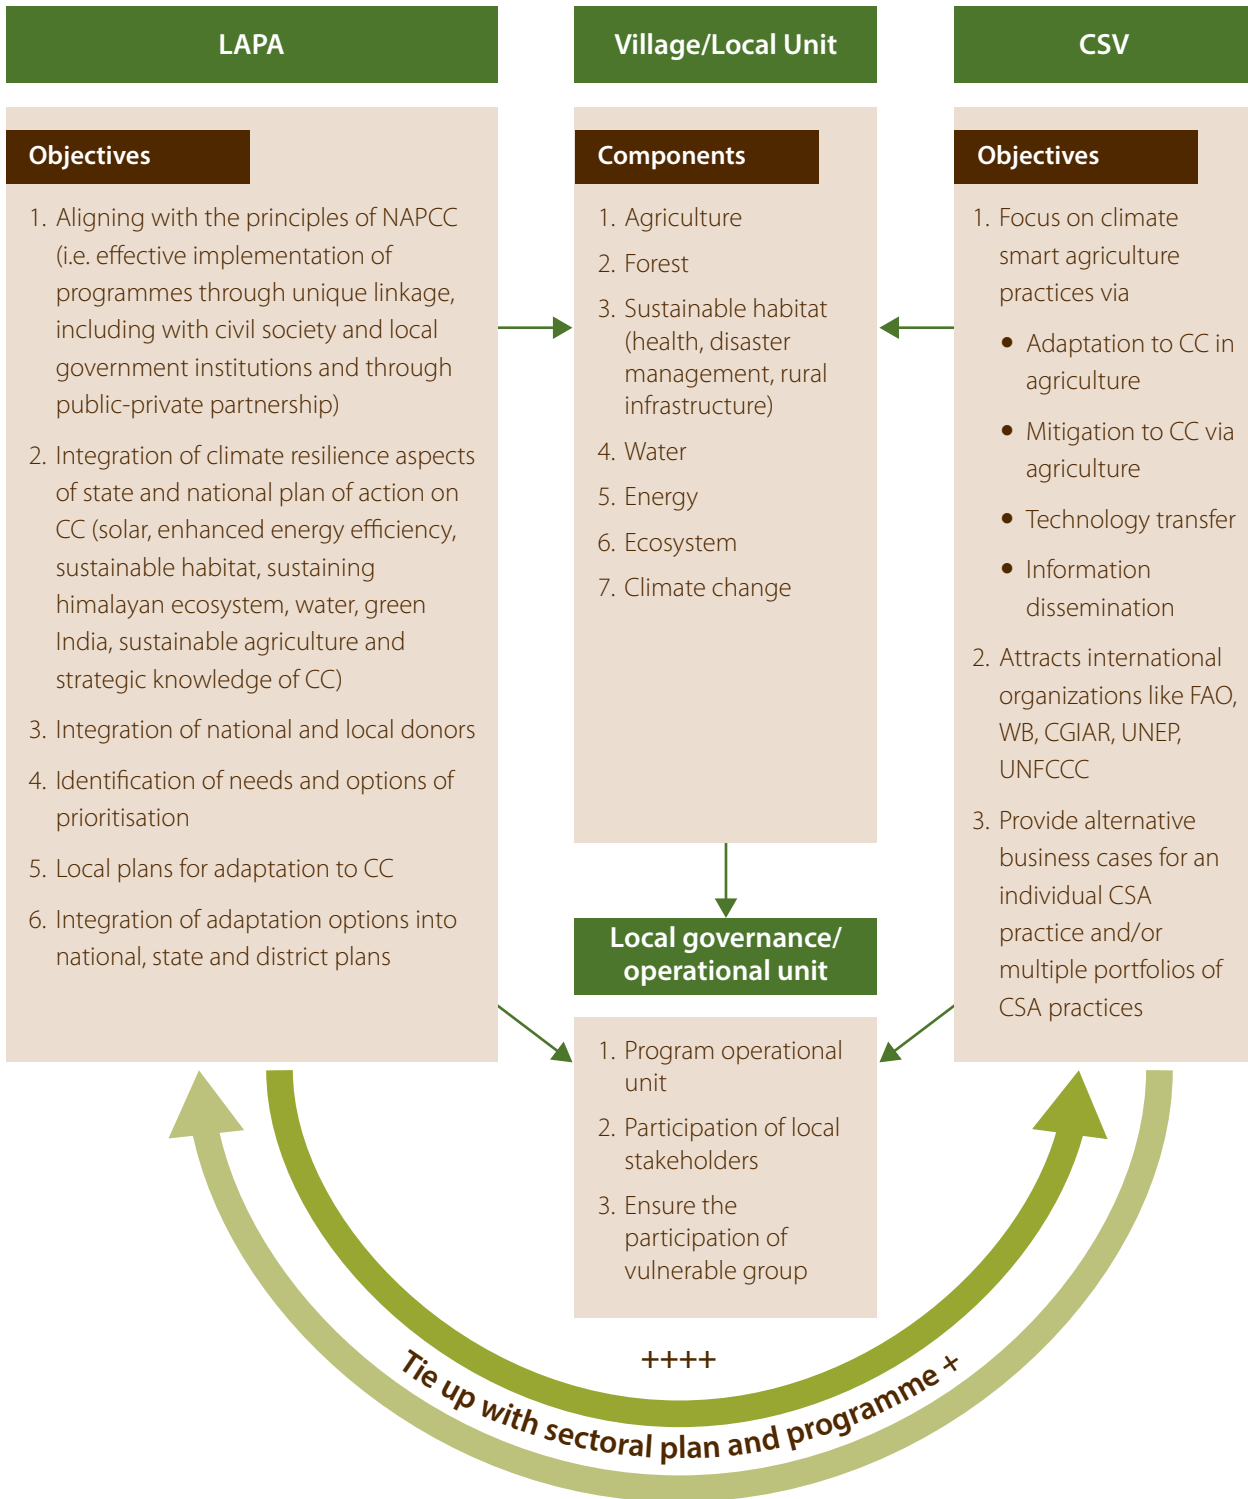 LAPA
Objectives
1. Aligning with the principles of NAPCC
(i.e. effective implementation of
programmes through unique linkage,
including with civil society and local
government institutions and through
public-private partnership)
2. Integration of climate resilience aspects
of state and national plan of action on
CC (solar, enhanced energy efficiency,
sustainable habitat, sustaining
himalayan ecosystem, water, green
India, sustainable agriculture and
strategic knowledge of CC)
3. Integration of national and local donors
4. Identification of needs and options of
prioritisation
5. Local plans for adaptation to CC
6. Integration of adaptation options into
national, state and district plans
Village/Local Unit
Components
1. Agriculture
2. Forest
3. Sustainable habitat
(health, disaster
management, rural
infrastructure)
4. Water
5. Energy
6. Ecosystem
7. Climate change
Local governance/
operational unit
1. Program operational
unit
2. Participation of local
stakeholders
3. Ensure the
participation of
vulnerable group
CSV
Objectives
1. Focus on climate
smart agriculture
practices via
• Adaptation to CC in
agriculture
• Mitigation to CC via
agriculture
• Technology transfer
• Information
dissemination
2. Attracts international
organizations like FAO,
WB, CGIAR, UNEP,
UNFCCC
3. Provide alternative
business cases for an
individual CSA
practice and/or
multiple portfolios of
CSA practices
++++
Tie up with sectoral plan and programme +